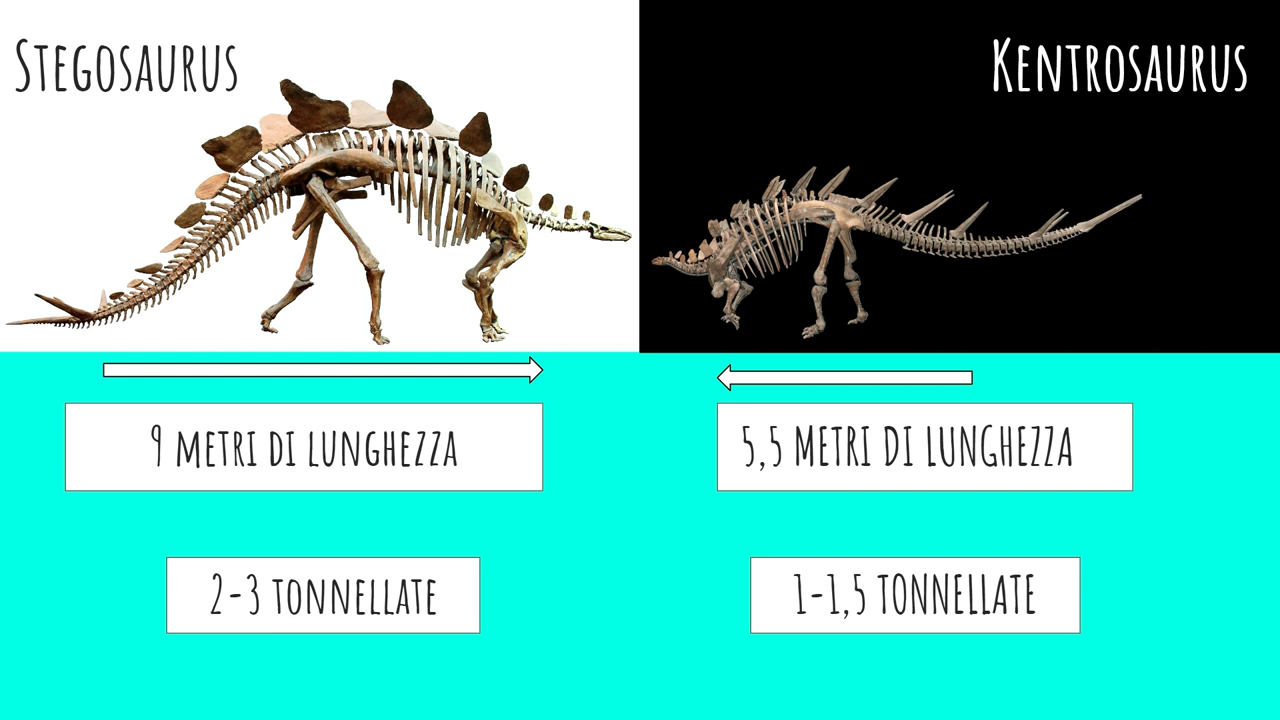 Stegosaurus
Kentrosaurus
9 metri di lunghezza
5,5 METRI DI LUNGHEZZA
2-3 tonnellate
1-1,5 TONNELLATE